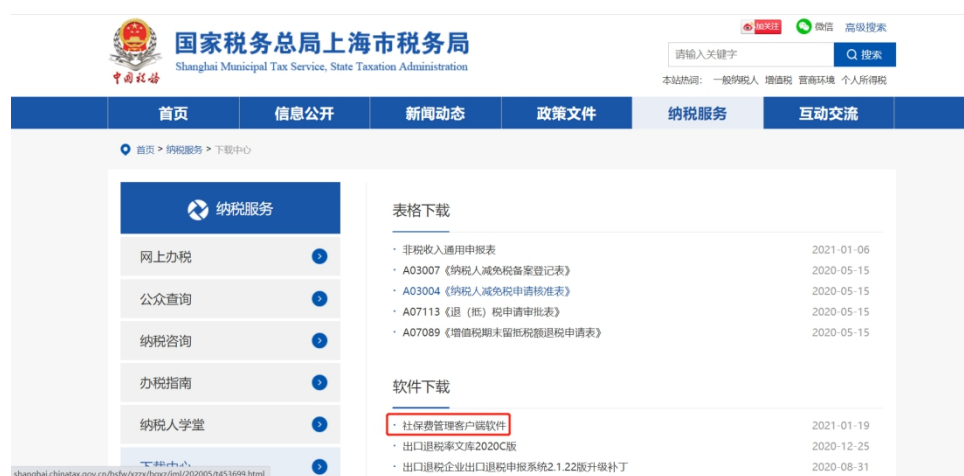 加关注 微信 高级搜索
国家税务总局上海市税务局
Shanghai Municipal Tax Service, State Taxation Administration
中国税务
请输入关键字 搜索
本站热词： 一般纳税人 增值税 营商环境 个人所得税
首页 信息公开 新闻动态 政策文件 纳税服务 互动交流
首页 > 纳税服务 > 下载中心
纳税服务
网上办税
公众查询
纳税咨询
办税指南
纳税人学堂
下载中心
表格下载
· 非税收入通用申报表 2021-01-06
· A03007《纳税人减免税备案登记表》 2020-05-15
· A03004《纳税人减免税申请核准表》 2020-05-15
· A07113《退（抵）税申请审批表》 2020-05-15
· A07089《增值税期末留抵税额退税申请表》 2020-05-15
软件下载
· 社保费管理客户端软件 2021-01-19
· 出口退税率文库2020C版 2020-12-25
· 出口退税企业出口退税申报系统2.1.22版升级补丁 2020-08-31